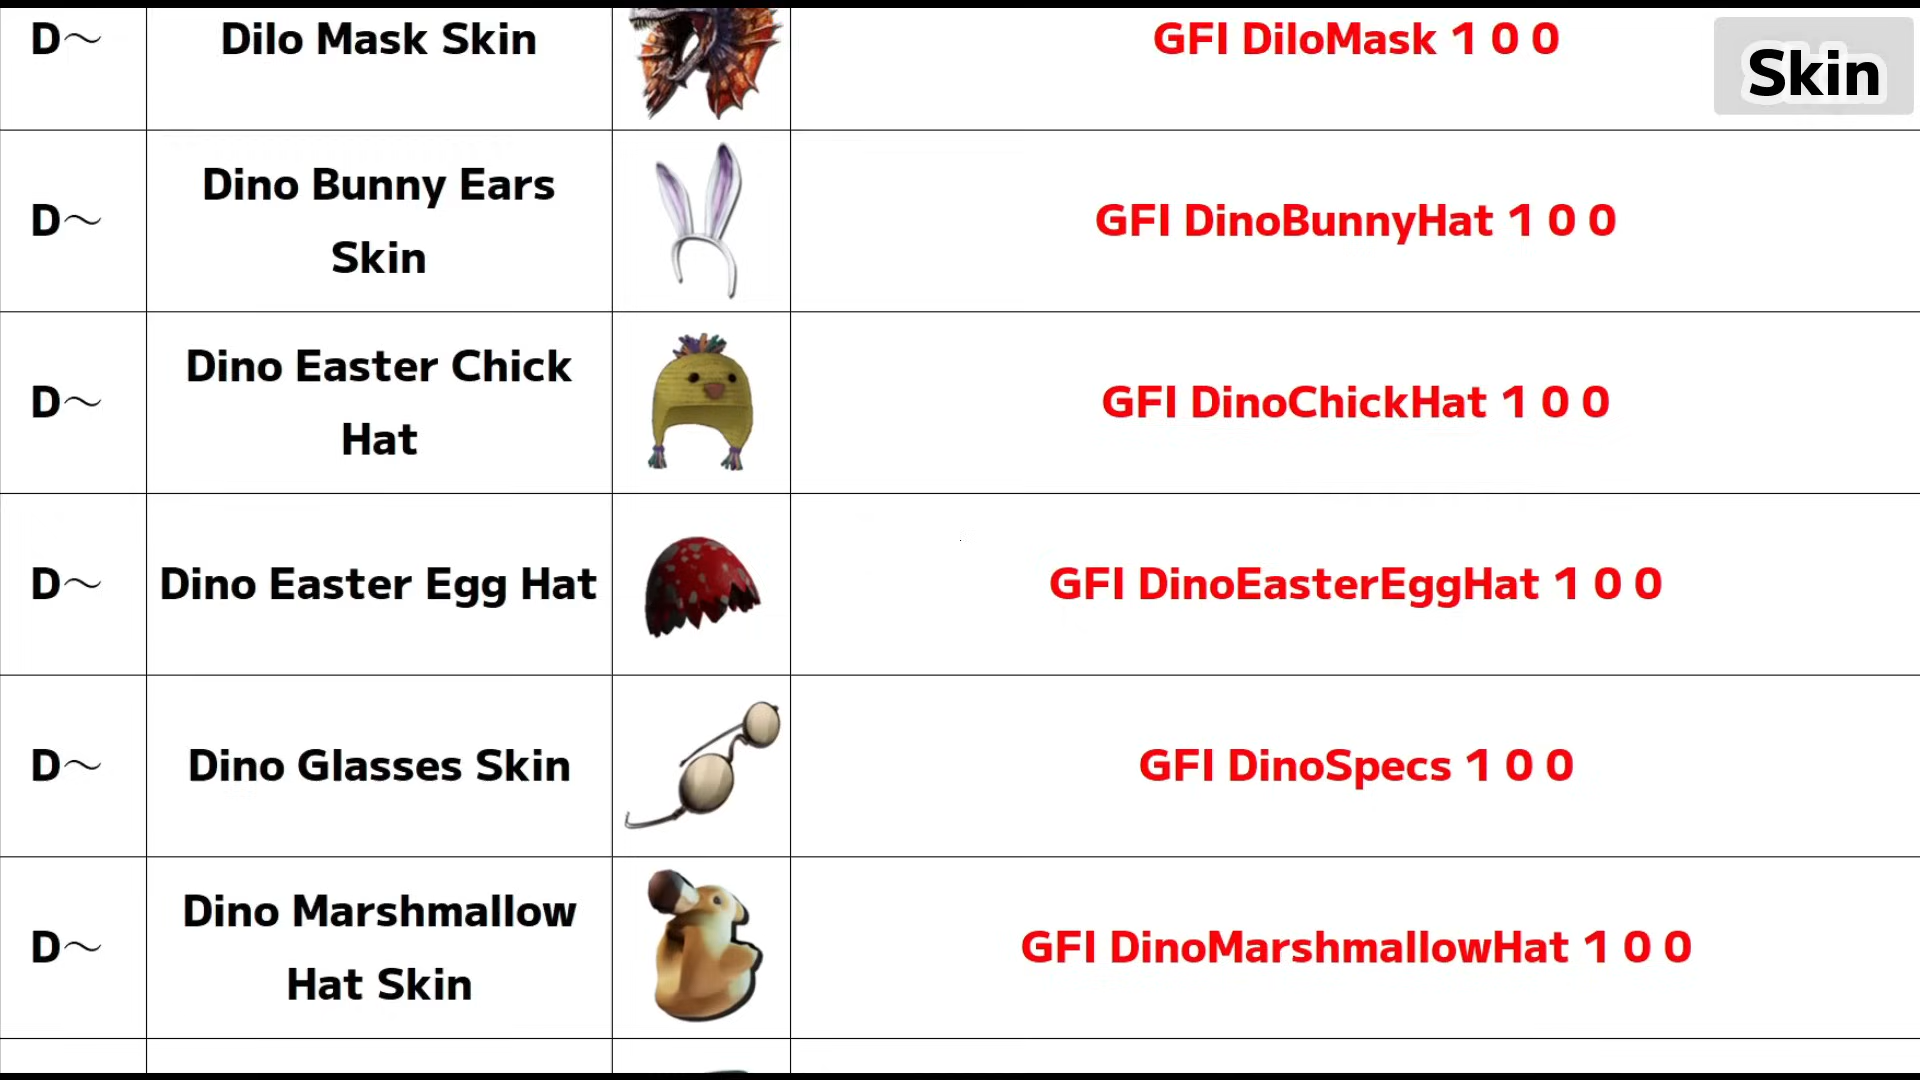 D～ Dilo Mask Skin GFI DiloMask 1 0 0
Skin
D～ Dino Bunny Ears Skin GFI DinoBunnyHat 1 0 0
D～ Dino Easter Chick Hat GFI DinoChickHat 1 0 0
D～ Dino Easter Egg Hat GFI DinoEasterEggHat 1 0 0
D～ Dino Glasses Skin GFI DinoSpecs 1 0 0
D～ Dino Marshmallow Hat Skin GFI DinoMarshmallowHat 1 0 0